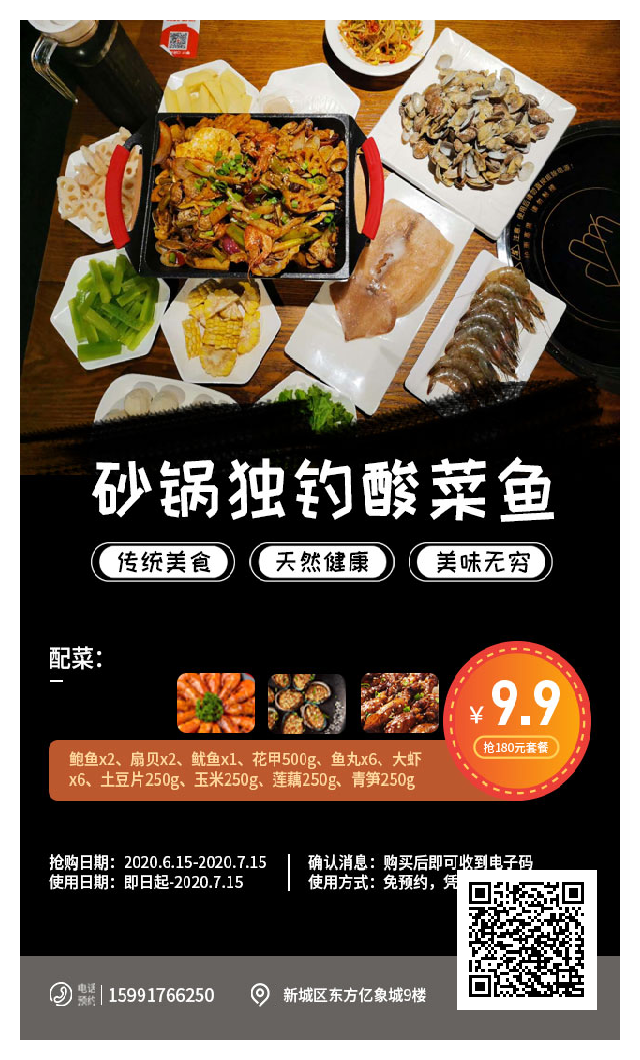 砂锅独钓酸菜鱼
传统美食
天然健康
美味无穷
配菜：
¥ 9.9
抢180元套餐
鲍鱼x2、扇贝x2、鱿鱼x1、花甲500g、鱼丸x6、大虾
x6、土豆片250g、玉米250g、莲藕250g、青笋250g
抢购日期：2020.6.15-2020.7.15
使用日期：即日起-2020.7.15
确认消息：购买后即可收到电子码
使用方式：免预约，凭
电话
预约
15991766250
新城区东方亿象城9楼